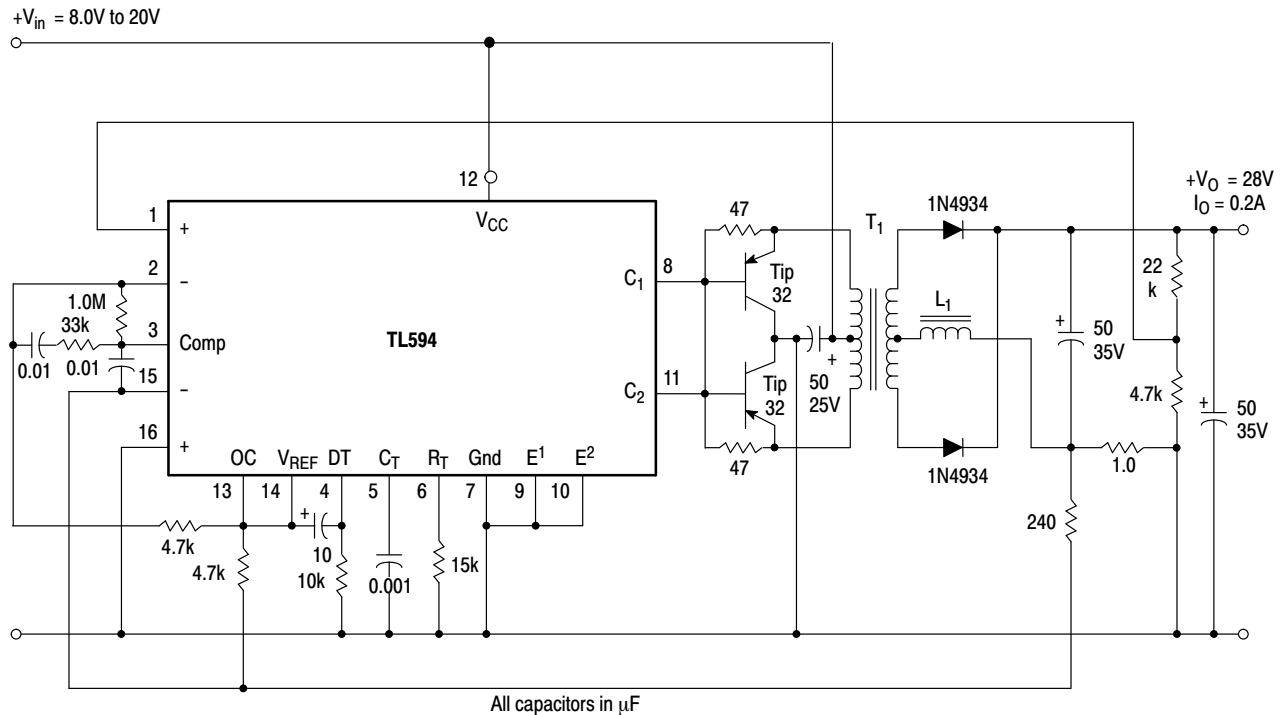 +Vin = 8.0V to 20V
12
VCC
+VO = 28V
IO = 0.2A
1N4934
T1
47
1
+
2
−
8
C1
Tip
32
22
k
1.0M
33k
3
Comp
TL594
L1
+
50
35V
0.01
0.01
15
−
11
C2
Tip
32
+
50
25V
4.7k
+
50
35V
16
+
47
1N4934
1.0
OC
VREF
DT
CT
RT
Gnd
E1
E2
13
14
4
5
6
7
9
10
240
+
4.7k
4.7k
10
10k
0.001
15k
All capacitors in μF